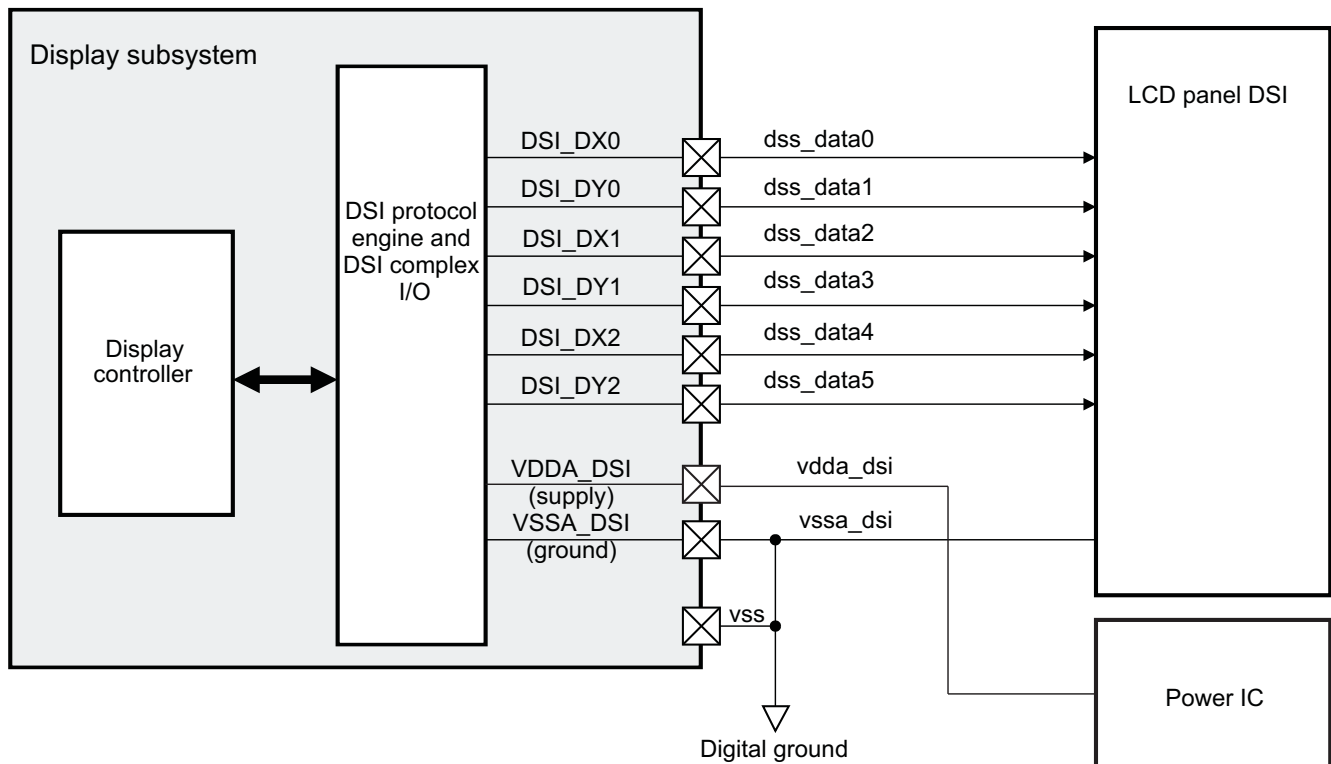 Display subsystem
LCD panel DSI
DSI_DX0
dss_data0
DSI_DY0
dss_data1
DSI protocol
engine and
DSI complex
I/O
DSI_DX1
dss_data2
DSI_DY1
dss_data3
Display
controller
DSI_DX2
dss_data4
DSI_DY2
dss_data5
VDDA_DSI
(supply)
vdda_dsi
VSSA_DSI
(ground)
vssa_dsi
vss
Power IC
Digital ground